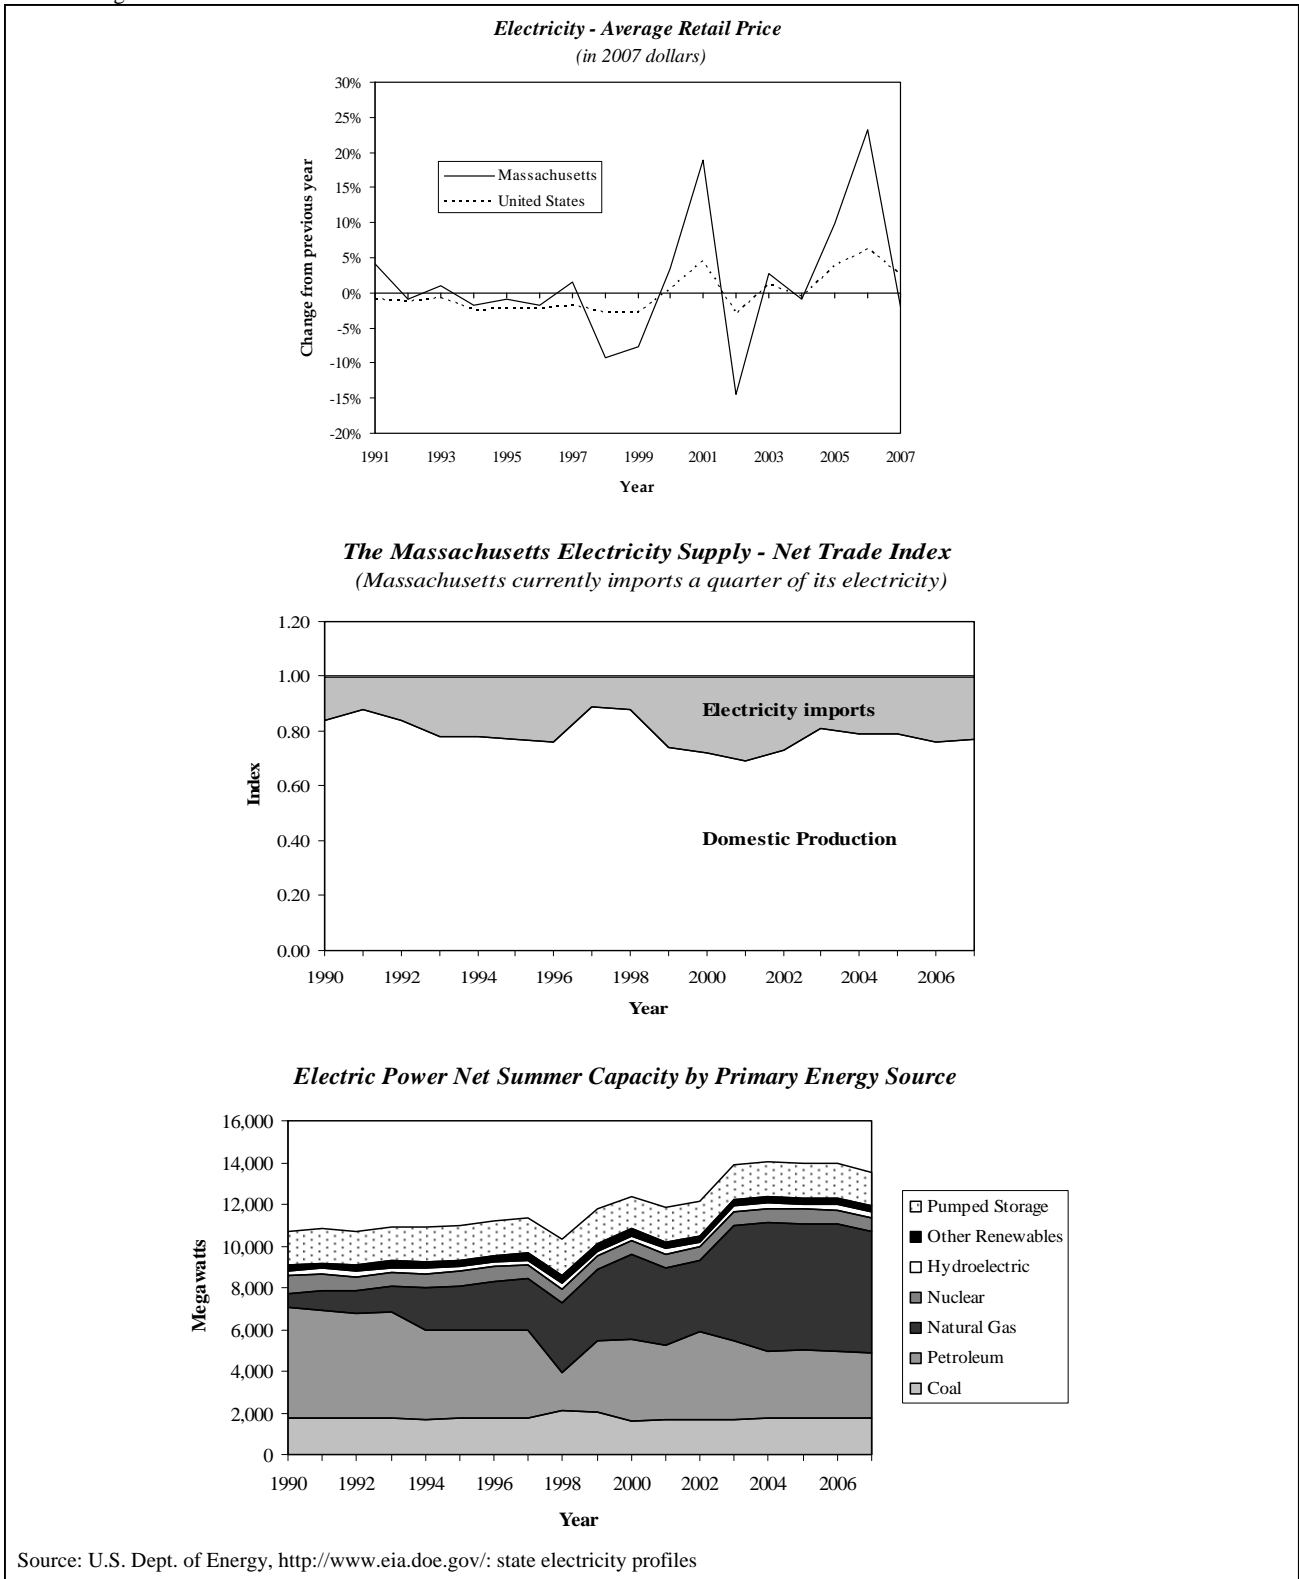 Electricity - Average Retail Price
(in 2007 dollars)
30%
25%
20%
15%
10%
5%
0%
-5%
-10%
-15%
-20%
Change from previous year
Massachusetts
United States
1991 1993 1995 1997 1999 2001 2003 2005 2007
Year
The Massachusetts Electricity Supply - Net Trade Index
(Massachusetts currently imports a quarter of its electricity)
1.20
1.00
0.80
0.60
0.40
0.20
0.00
Index
Electricity imports
Domestic Production
1990 1992 1994 1996 1998 2000 2002 2004 2006
Year
Electric Power Net Summer Capacity by Primary Energy Source
16,000
14,000
12,000
10,000
8,000
6,000
4,000
2,000
0
Megawatts
Pumped Storage
Other Renewables
Hydroelectric
Nuclear
Natural Gas
Petroleum
Coal
1990 1992 1994 1996 1998 2000 2002 2004 2006
Year
Source: U.S. Dept. of Energy, http://www.eia.doe.gov/: state electricity profiles